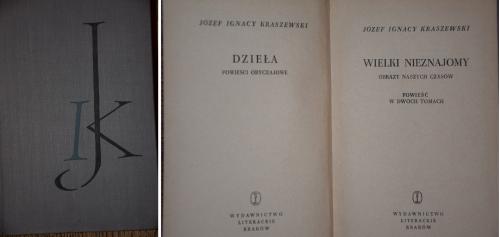 JIK
JÓZEF IGNACY KRASZEWSKI
DZIEŁA
POWIEŚCI OBYCZAJOWE
WYDAWNICTWO
LITERACKIE
KRAKÓW
JÓZEF IGNACY KRASZEWSKI
WIELKI NIEZNAJOMY
OBRAZY NASZYCH CZASÓW
POWIEŚĆ
W DWÓCH TOMACH
WYDAWNICTWO
LITERACKIE
KRAKÓW